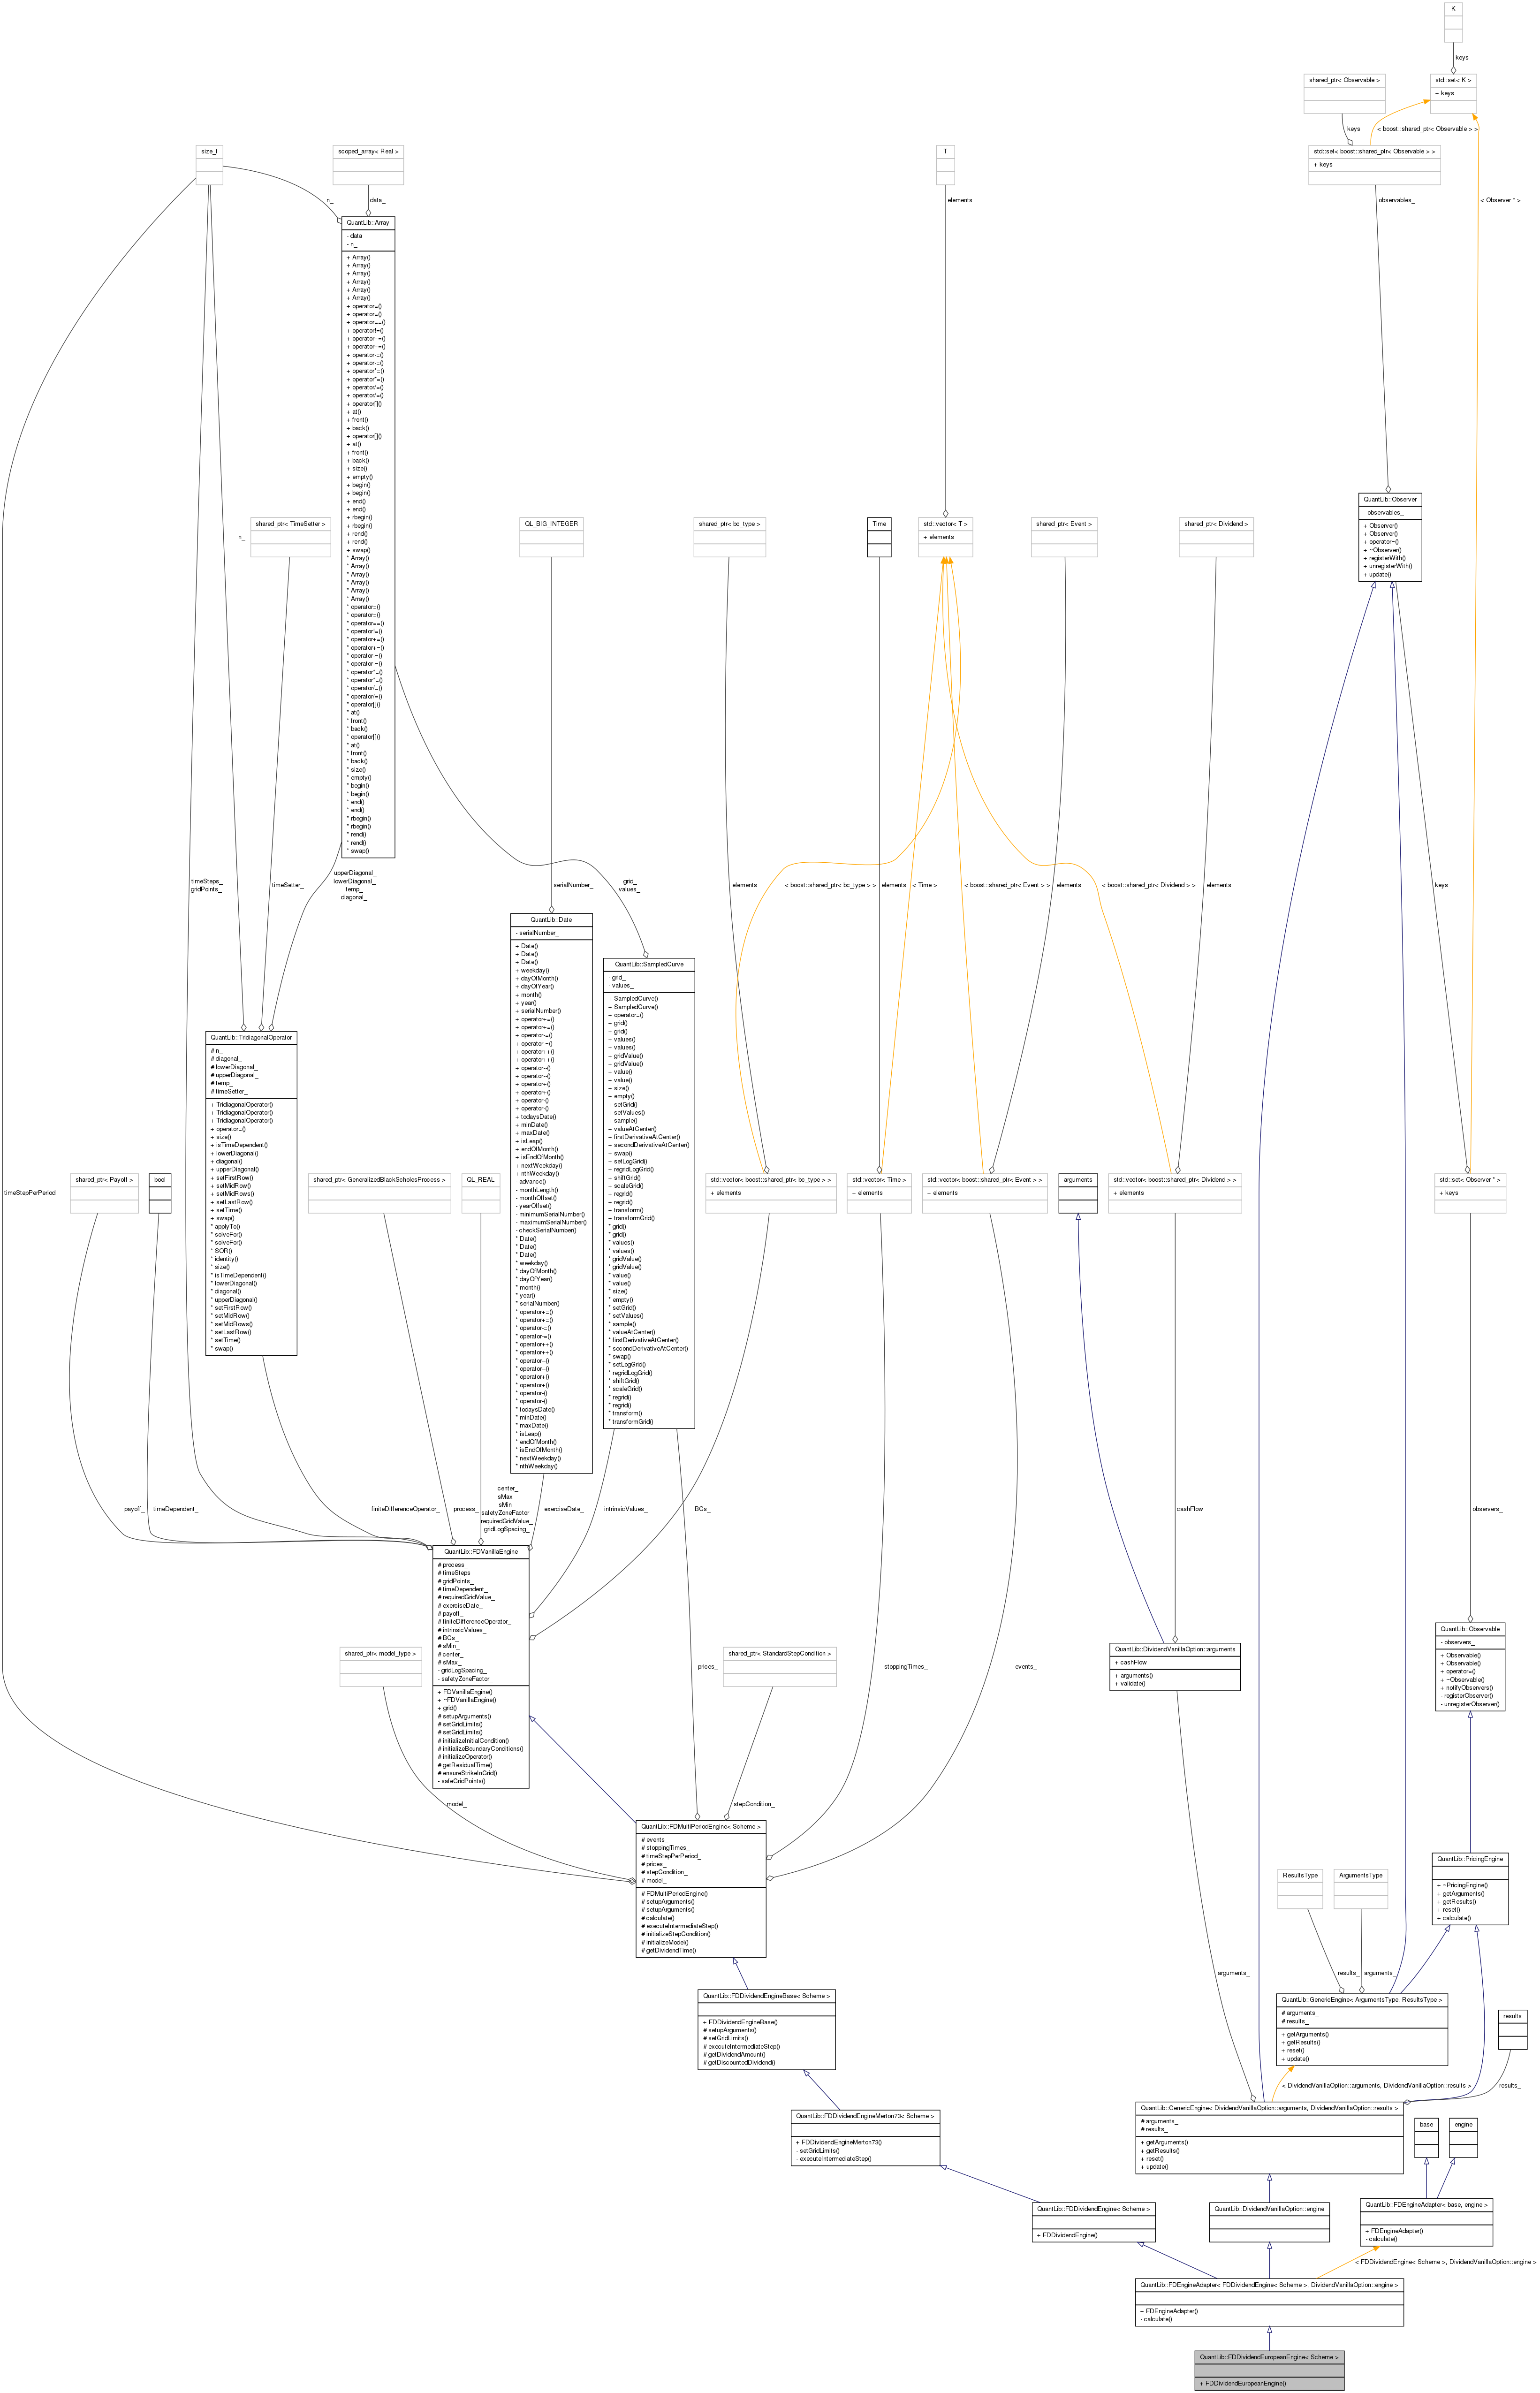 K
keys
shared_ptr< Observable >
std::set< K >
+ keys
keys
< boost::shared_ptr< Observable > >
size_t
scoped_array< Real >
T
std::set< boost::shared_ptr< Observable > >
+ keys
n_
data_
elements
observables_
< Observer * >
QuantLib::Array
- data_
- n_
+ Array()
+ Array()
+ Array()
+ Array()
+ Array()
+ Array()
+ operator=()
+ operator=()
+ operator==()
+ operator!=()
+ operator+=()
+ operator+=()
+ operator-=()
+ operator-=()
+ operator*=()
+ operator*=()
+ operator/=()
+ operator/=()
+ operator[]()
+ at()
+ front()
+ back()
+ operator[]()
+ at()
+ front()
+ back()
+ size()
+ empty()
+ begin()
+ begin()
+ end()
+ end()
+ rbegin()
+ rbegin()
+ rend()
+ rend()
+ swap()
* Array()
* Array()
* Array()
* Array()
* Array()
* Array()
* operator=()
* operator=()
* operator==()
* operator!=()
* operator+=()
* operator+=()
* operator-=()
* operator-=()
* operator*=()
* operator*=()
* operator/=()
* operator/=()
* operator[]()
* at()
* front()
* back()
* operator[]()
* at()
* front()
* back()
* size()
* empty()
* begin()
* begin()
* end()
* end()
* rbegin()
* rbegin()
* rend()
* rend()
* swap()
QuantLib::Observer
- observables_
+ Observer()
+ Observer()
+ operator=()
+ ~Observer()
+ registerWith()
+ unregisterWith()
+ update()
n_
shared_ptr< TimeSetter >
QL_BIG_INTEGER
shared_ptr< bc_type >
Time
std::vector< T >
+ elements
shared_ptr< Event >
shared_ptr< Dividend >
timeSteps_
gridPoints_
timeSetter_
upperDiagonal_
lowerDiagonal_
temp_
diagonal_
serialNumber_
grid_
values_
elements
< boost::shared_ptr< bc_type > >
elements
< Time >
< boost::shared_ptr< Event > >
elements
< boost::shared_ptr< Dividend > >
elements
keys
QuantLib::Date
- serialNumber_
+ Date()
+ Date()
+ Date()
+ weekday()
+ dayOfMonth()
+ dayOfYear()
+ month()
+ year()
+ serialNumber()
+ operator+=()
+ operator+=()
+ operator-=()
+ operator-=()
+ operator++()
+ operator++()
+ operator--()
+ operator--()
+ operator+()
+ operator+()
+ operator-()
+ operator-()
+ todaysDate()
+ minDate()
+ maxDate()
+ isLeap()
+ endOfMonth()
+ isEndOfMonth()
+ nextWeekday()
+ nthWeekday()
- advance()
- monthLength()
- monthOffset()
- yearOffset()
- minimumSerialNumber()
- maximumSerialNumber()
- checkSerialNumber()
* Date()
* Date()
* Date()
* weekday()
* dayOfMonth()
* dayOfYear()
* month()
* year()
* serialNumber()
* operator+=()
* operator+=()
* operator-=()
* operator-=()
* operator++()
* operator++()
* operator--()
* operator--()
* operator+()
* operator+()
* operator-()
* operator-()
* todaysDate()
* minDate()
* maxDate()
* isLeap()
* endOfMonth()
* isEndOfMonth()
* nextWeekday()
* nthWeekday()
QuantLib::SampledCurve
- grid_
- values_
+ SampledCurve()
+ SampledCurve()
+ operator=()
+ grid()
+ grid()
+ values()
+ values()
+ gridValue()
+ gridValue()
+ value()
+ value()
+ size()
+ empty()
+ setGrid()
+ setValues()
+ sample()
+ valueAtCenter()
+ firstDerivativeAtCenter()
+ secondDerivativeAtCenter()
+ swap()
+ setLogGrid()
+ regridLogGrid()
+ shiftGrid()
+ scaleGrid()
+ regrid()
+ regrid()
+ transform()
+ transformGrid()
* grid()
* grid()
* values()
* values()
* gridValue()
* gridValue()
* value()
* value()
* size()
* empty()
* setGrid()
* setValues()
* sample()
* valueAtCenter()
* firstDerivativeAtCenter()
* secondDerivativeAtCenter()
* swap()
* setLogGrid()
* regridLogGrid()
* shiftGrid()
* scaleGrid()
* regrid()
* regrid()
* transform()
* transformGrid()
QuantLib::TridiagonalOperator
# n_
# diagonal_
# lowerDiagonal_
# upperDiagonal_
# temp_
# timeSetter_
+ TridiagonalOperator()
+ TridiagonalOperator()
+ TridiagonalOperator()
+ operator=()
+ size()
+ isTimeDependent()
+ lowerDiagonal()
+ diagonal()
+ upperDiagonal()
+ setFirstRow()
+ setMidRow()
+ setMidRows()
+ setLastRow()
+ setTime()
+ swap()
* applyTo()
* solveFor()
* solveFor()
* SOR()
* identity()
* size()
* isTimeDependent()
* lowerDiagonal()
* diagonal()
* upperDiagonal()
* setFirstRow()
* setMidRow()
* setMidRows()
* setLastRow()
* setTime()
* swap()
timeStepPerPeriod_
shared_ptr< Payoff >
bool
shared_ptr< GeneralizedBlackScholesProcess >
QL_REAL
std::vector< boost::shared_ptr< bc_type > >
+ elements
std::vector< Time >
+ elements
std::vector< boost::shared_ptr< Event > >
+ elements
arguments
std::vector< boost::shared_ptr< Dividend > >
+ elements
std::set< Observer * >
+ keys
payoff_
timeDependent_
finiteDifferenceOperator_
process_
center_
sMax_
sMin_
safetyZoneFactor_
requiredGridValue_
gridLogSpacing_
exerciseDate_
intrinsicValues_
BCs_
cashFlow
observers_
QuantLib::FDVanillaEngine
# process_
# timeSteps_
# gridPoints_
# timeDependent_
# requiredGridValue_
# exerciseDate_
# payoff_
# finiteDifferenceOperator_
# intrinsicValues_
# BCs_
# sMin_
# center_
# sMax_
- gridLogSpacing_
- safetyZoneFactor_
+ FDVanillaEngine()
+ ~FDVanillaEngine()
+ grid()
# setupArguments()
# setGridLimits()
# setGridLimits()
# initializeInitialCondition()
# initializeBoundaryConditions()
# initializeOperator()
# getResidualTime()
# ensureStrikeInGrid()
- safeGridPoints()
shared_ptr< model_type >
shared_ptr< StandardStepCondition >
prices_
stoppingTimes_
events_
QuantLib::DividendVanillaOption::arguments
+ cashFlow
+ arguments()
+ validate()
QuantLib::Observable
- observers_
+ Observable()
+ Observable()
+ operator=()
+ ~Observable()
+ notifyObservers()
- registerObserver()
- unregisterObserver()
model_
stepCondition_
QuantLib::FDMultiPeriodEngine< Scheme >
# events_
# stoppingTimes_
# timeStepPerPeriod_
# prices_
# stepCondition_
# model_
# FDMultiPeriodEngine()
# setupArguments()
# setupArguments()
# calculate()
# executeIntermediateStep()
# initializeStepCondition()
# initializeModel()
# getDividendTime()
QuantLib::PricingEngine
+ ~PricingEngine()
+ getArguments()
+ getResults()
+ reset()
+ calculate()
ResultsType
ArgumentsType
arguments_
results_
arguments_
QuantLib::FDDividendEngineBase< Scheme >
+ FDDividendEngineBase()
# setupArguments()
# setGridLimits()
# executeIntermediateStep()
# getDividendAmount()
# getDiscountedDividend()
QuantLib::GenericEngine< ArgumentsType, ResultsType >
# arguments_
# results_
+ getArguments()
+ getResults()
+ reset()
+ update()
results
< DividendVanillaOption::arguments, DividendVanillaOption::results >
results_
QuantLib::FDDividendEngineMerton73< Scheme >
+ FDDividendEngineMerton73()
- setGridLimits()
- executeIntermediateStep()
QuantLib::GenericEngine< DividendVanillaOption::arguments, DividendVanillaOption::results >
# arguments_
# results_
+ getArguments()
+ getResults()
+ reset()
+ update()
base
engine
QuantLib::FDDividendEngine< Scheme >
+ FDDividendEngine()
QuantLib::DividendVanillaOption::engine
QuantLib::FDEngineAdapter< base, engine >
+ FDEngineAdapter()
- calculate()
< FDDividendEngine< Scheme >, DividendVanillaOption::engine >
QuantLib::FDEngineAdapter< FDDividendEngine< Scheme >, DividendVanillaOption::engine >
+ FDEngineAdapter()
- calculate()
QuantLib::FDDividendEuropeanEngine< Scheme >
+ FDDividendEuropeanEngine()